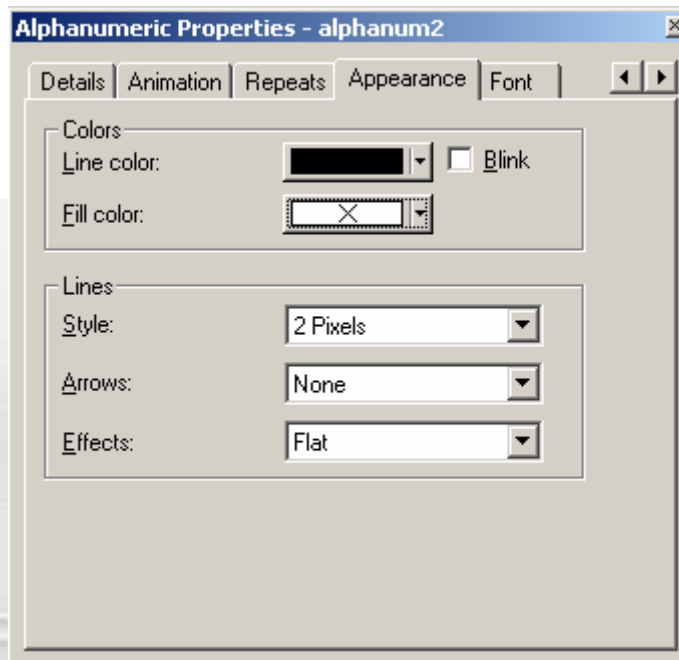 Alphanumeric Properties - alphanum2
Details Animation Repeats Appearance Font
Colors
Line color: Blink
Fill color:
Lines
Style: 2 Pixels
Arrows: None
Effects: Flat